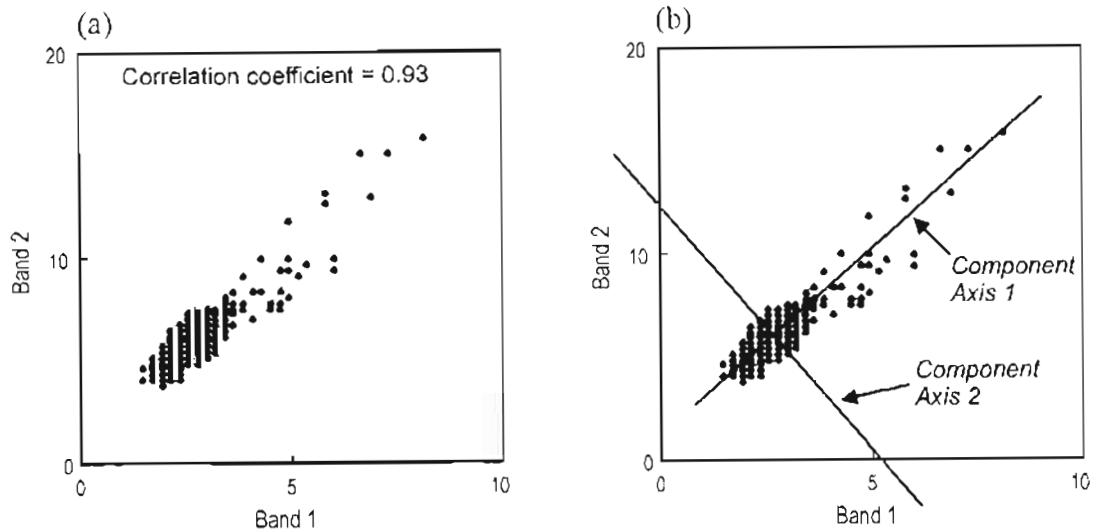 (a)
20
Correlation coefficient = 0.93
Band 2
10
0
0
5
10
Band 1
(b)
20
Band 2
10
Component
Axis 1
Component
Axis 2
0
0
5
10
Band 1